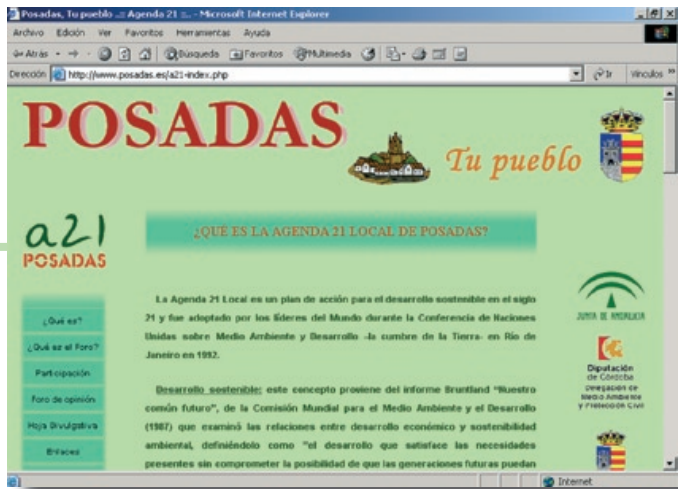 Posadas, Tu pueblo ..:: Agenda 21 ::.. - Microsoft Internet Explorer
Archivo Edición Ver Favoritos Herramientas Ayuda
Atrás Búsqueda Favoritos Multimedia
Dirección http://www.posadas.es/a21-index.php Ir Vínculos »
POSADAS
Tu pueblo
a21
POSADAS
¿QUÉ ES LA AGENDA 21 LOCAL DE POSADAS?
La Agenda 21 Local es un plan de acción para el desarrollo sostenible en el siglo
21 y fue adoptado por los líderes del Mundo durante la Conferencia de Naciones
Unidas sobre Medio Ambiente y Desarrollo -la cumbre de la Tierra- en Río de
Janeiro en 1992.
Desarrollo sostenible: este concepto proviene del informe Bruntland "Nuestro
común futuro", de la Comisión Mundial para el Medio Ambiente y el Desarrollo
(1987) que examinó las relaciones entre desarrollo económico y sostenibilidad
ambiental, definiéndolo como "el desarrollo que satisface las necesidades
presentes sin comprometer la posibilidad de que las generaciones futuras puedan
¿Qué es?
¿Qué es el Foro?
Participación
Foro de opinión
Hoja Divulgativa
Enlaces
JUNTA DE ANDALUCIA
Diputación
de Córdoba
Delegación de
Medio Ambiente
y Protección Civil
Internet